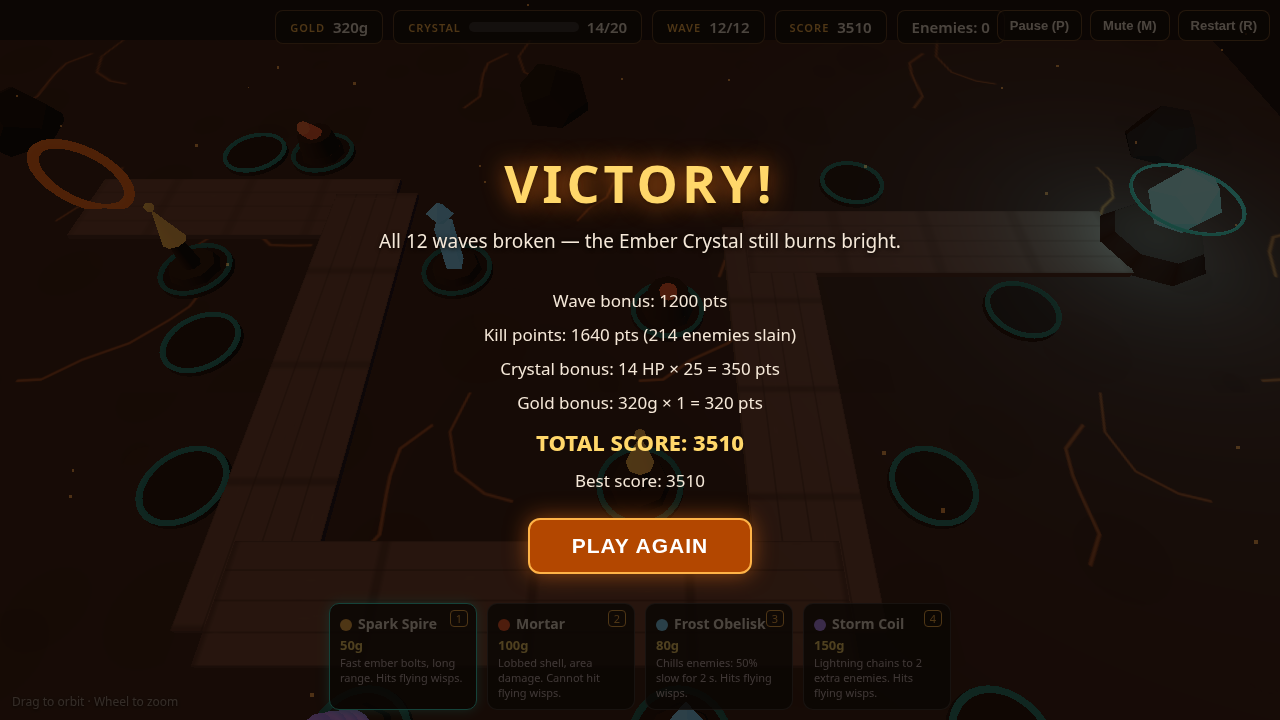 GOLD 320g CRYSTAL 14/20 WAVE 12/12 SCORE 3510 Enemies: 0 Pause (P) Mute (M) Restart (R)
VICTORY!
All 12 waves broken — the Ember Crystal still burns bright.
Wave bonus: 1200 pts
Kill points: 1640 pts (214 enemies slain)
Crystal bonus: 14 HP × 25 = 350 pts
Gold bonus: 320g × 1 = 320 pts
TOTAL SCORE: 3510
Best score: 3510
PLAY AGAIN
Spark Spire 1
50g
Fast ember bolts, long
range. Hits flying wisps.
Mortar 2
100g
Lobbed shell, area
damage. Cannot hit
flying wisps.
Frost Obelisk 3
80g
Chills enemies: 50%
slow for 2 s. Hits flying
wisps.
Storm Coil 4
150g
Lightning chains to 2
extra enemies. Hits
flying wisps.
Drag to orbit · Wheel to zoom